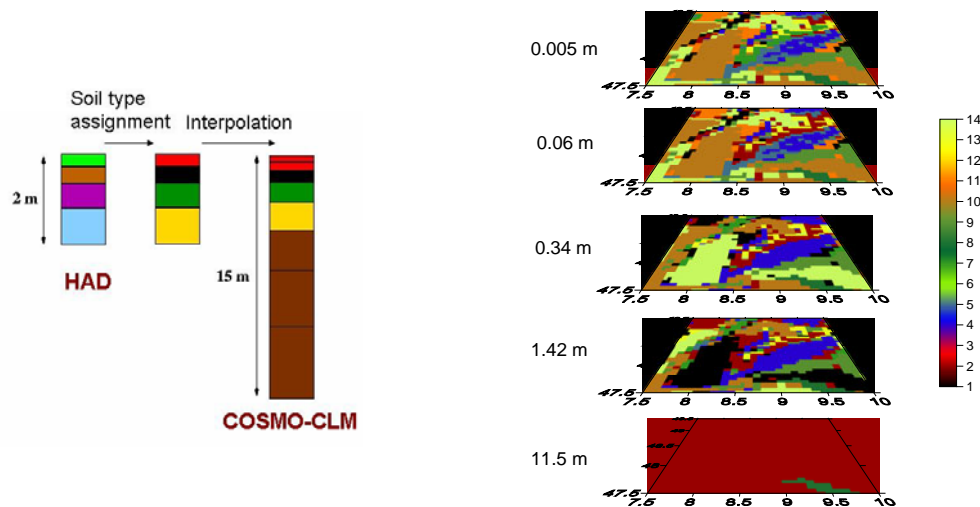 Soil type
assignment
Interpolation
2 m
HAD
15 m
COSMO-CLM
0.005 m
47.5
7.5 8 8.5 9 9.5 10
0.06 m
47.5
7.5 8 8.5 9 9.5 10
0.34 m
47.5
7.5 8 8.5 9 9.5 10
1.42 m
47.5
7.5 8 8.5 9 9.5 10
11.5 m
47.5
7.5 8 8.5 9 9.5 10
14
13
12
11
10
9
8
7
6
5
4
3
2
1